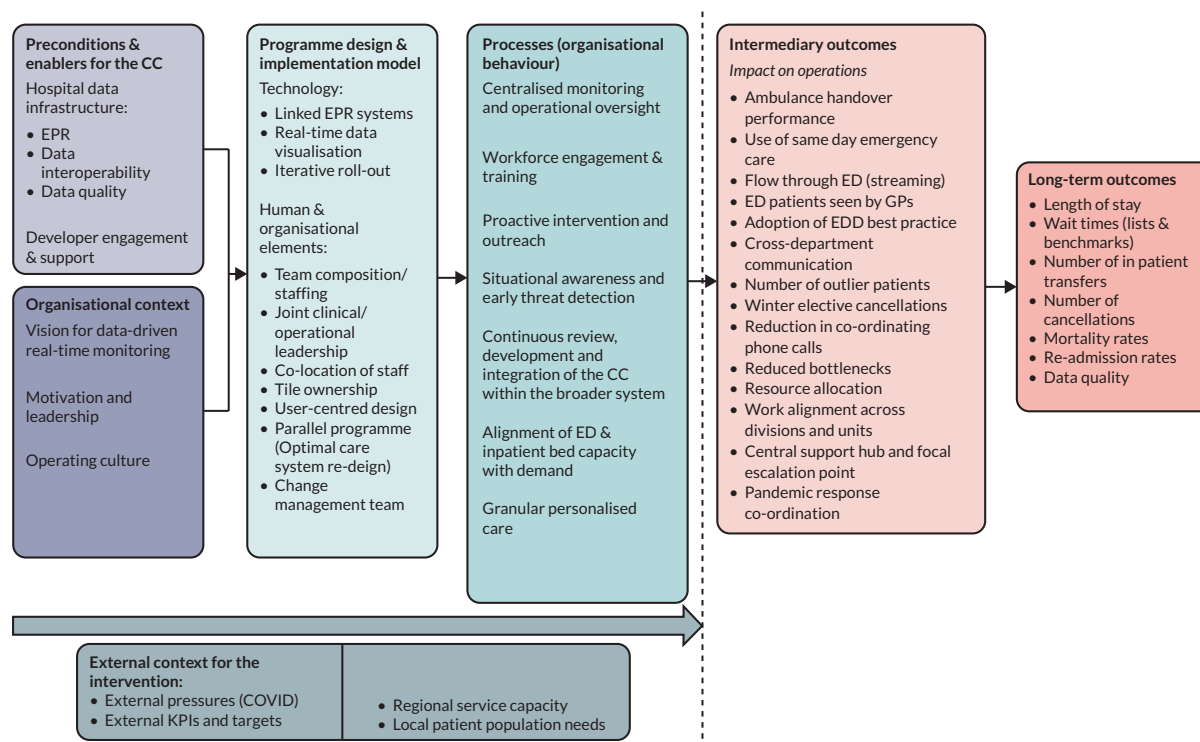 Preconditions &
enablers for the CC
Hospital data
infrastructure:
• EPR
• Data
interoperability
• Data quality
Developer engagement
& support
Organisational context
Vision for data-driven
real-time monitoring
Motivation and
leadership
Operating culture
Programme design &
implementation model
Technology:
• Linked EPR systems
• Real-time data
visualisation
• Iterative roll-out
Human &
organisational
elements:
• Team composition/
staffing
• Joint clinical/
operational
leadership
• Co-location of staff
• Tile ownership
• User-centred design
• Parallel programme
(Optimal care
system re-deign)
• Change
management team
Processes (organisational
behaviour)
Centralised monitoring
and operational oversight
Workforce engagement &
training
Proactive intervention and
outreach
Situational awareness and
early threat detection
Continuous review,
development and
integration of the CC
within the broader system
Alignment of ED &
inpatient bed capacity
with demand
Granular personalised
care
Intermediary outcomes
Impact on operations
• Ambulance handover
performance
• Use of same day emergency
care
• Flow through ED (streaming)
• ED patients seen by GPs
• Adoption of EDD best practice
• Cross-department
communication
• Number of outlier patients
• Winter elective cancellations
• Reduction in co-ordinating
phone calls
• Reduced bottlenecks
• Resource allocation
• Work alignment across
divisions and units
• Central support hub and focal
escalation point
• Pandemic response
co-ordination
Long-term outcomes
• Length of stay
• Wait times (lists &
benchmarks)
• Number of in patient
transfers
• Number of
cancellations
• Mortality rates
• Re-admission rates
• Data quality
External context for the
intervention:
• External pressures (COVID)
• External KPIs and targets
• Regional service capacity
• Local patient population needs